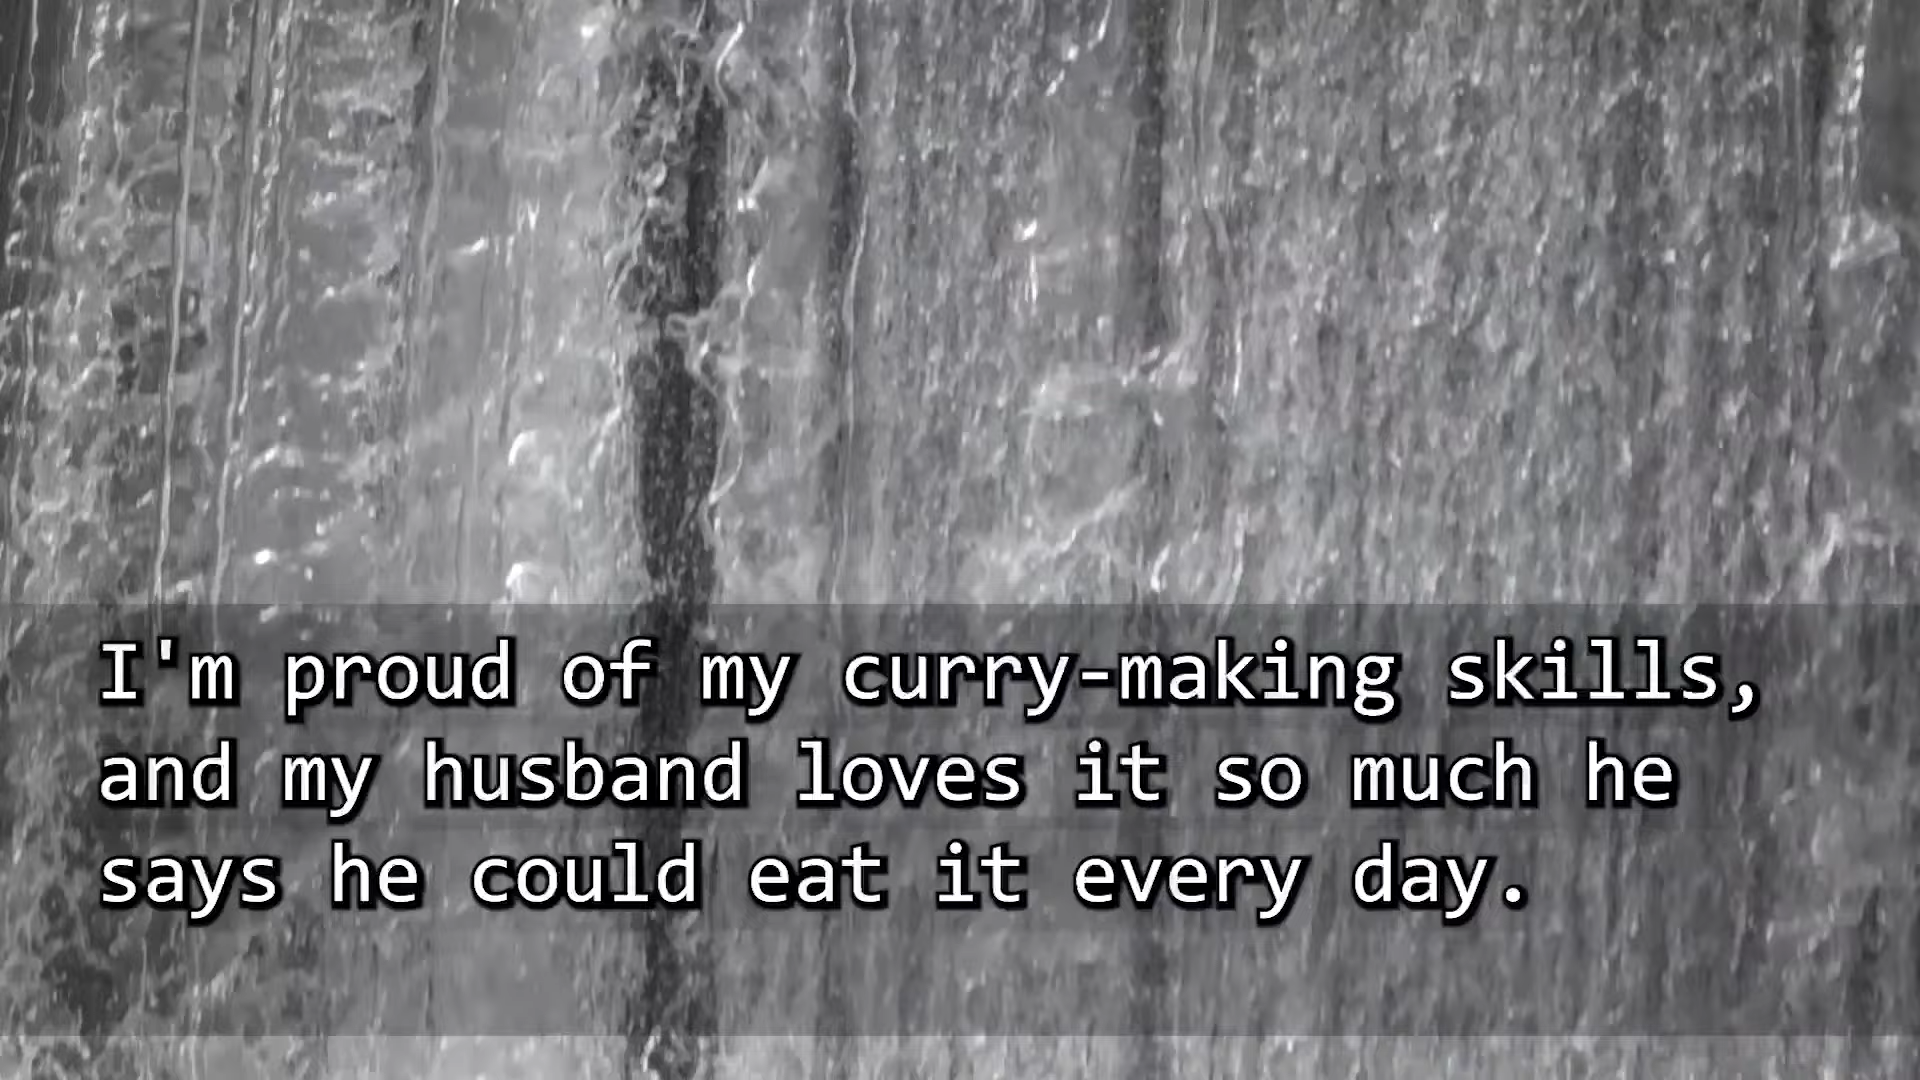 I'm proud of my curry-making skills,
and my husband loves it so much he
says he could eat it every day.